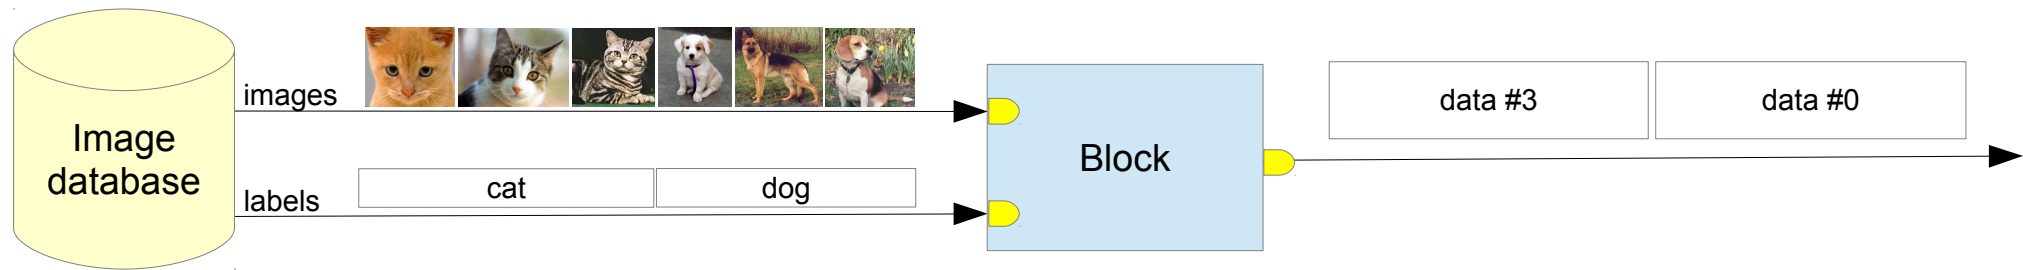 Image
database
images
labels
cat
dog
Block
data #3
data #0